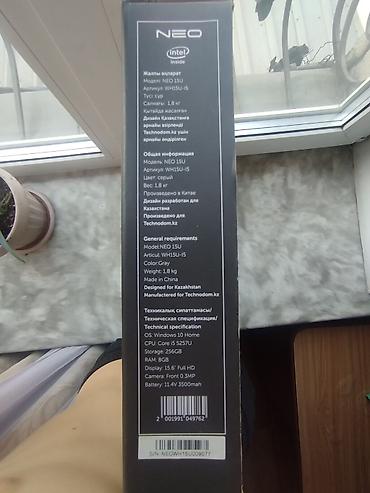 NEO
intel
inside
Жалпы ақпарат
Модель: NEO 15U
Артикул: WH15U-i5
Түсі: сұр
Салмағы: 1,8 кг
Қытайда жасалған
Дизайн Қазақстанға
арнайы әзірленді
Technodom.kz үшін
арнайы өндірілген
Общая информация
Модель: NEO 15U
Артикул: WH15U-i5
Цвет: серый
Вес: 1,8 кг
Произведено в Китае
Дизайн разработан для
Казахстана
Произведено для
Technodom.kz
General requirements
Model:NEO 15U
Articul: WH15U-i5
Color:Gray
Weight: 1,8 kg
Made in China
Designed for Kazakhstan
Manufactered for Technodom.kz
Техникалық сипаттамасы/
Техническая спецификация/
Technical specification
OS: Windows 10 Home
CPU: Core i5 5257U
Storage: 256GB
RAM: 8GB
Display: 15.6" Full HD
Camera: Front 0.3MP
Battery: 11.4V 3500mah
2 001991 049762
S/N: NEOWH15U009077